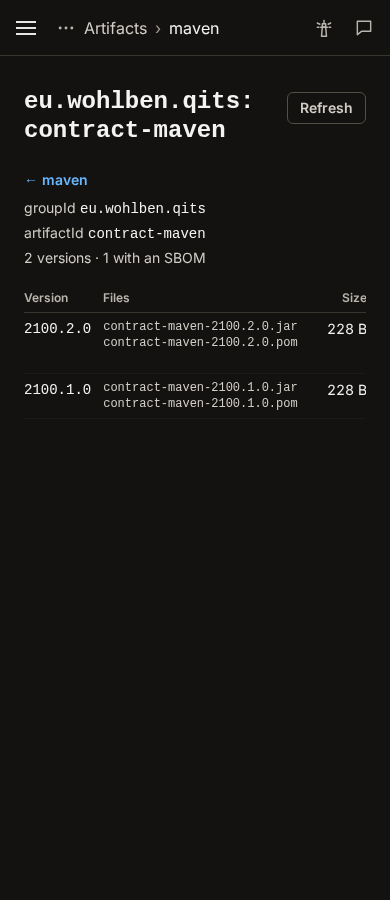 ··· Artifacts › maven
eu.wohlben.qits:
contract-maven
Refresh
← maven
groupId eu.wohlben.qits
artifactId contract-maven
2 versions · 1 with an SBOM
Version Files Size
2100.2.0 contract-maven-2100.2.0.jar 228 B
contract-maven-2100.2.0.pom
2100.1.0 contract-maven-2100.1.0.jar 228 B
contract-maven-2100.1.0.pom